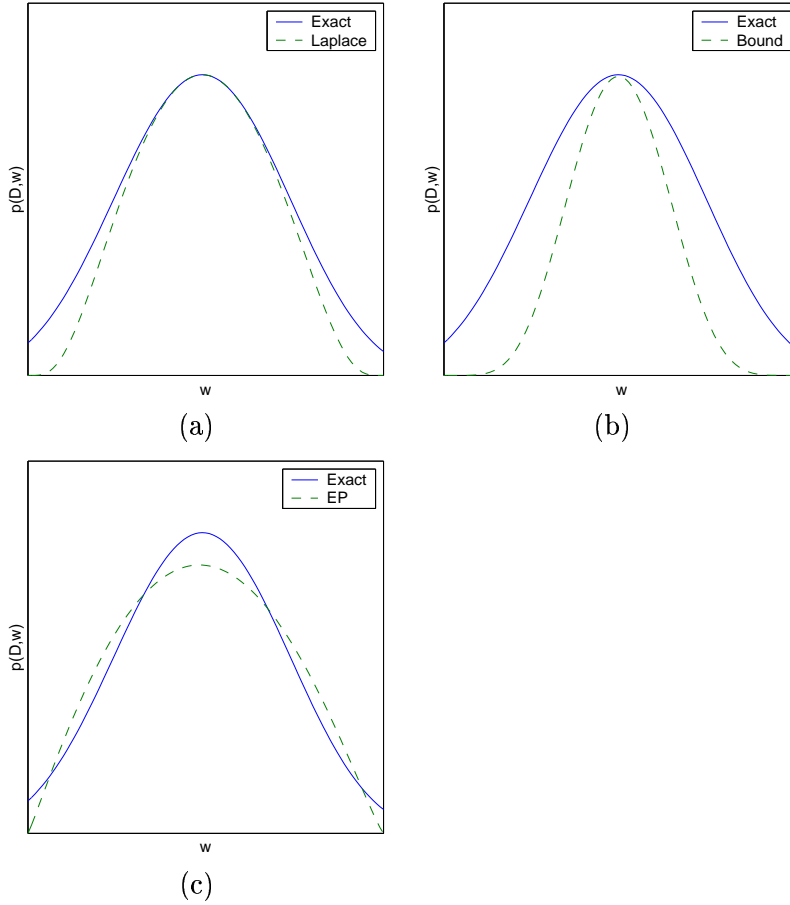 Exact
Laplace
p(D,w)
w
(a)
Exact
Bound
p(D,w)
w
(b)
Exact
EP
p(D,w)
w
(c)